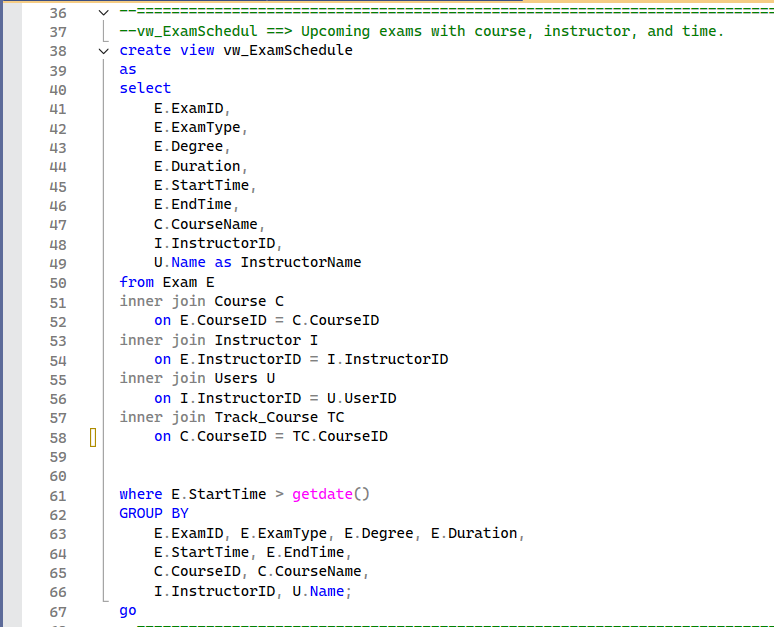 36 --==========================================================================
37 --vw_ExamSchedul ==> Upcoming exams with course, instructor, and time.
38 create view vw_ExamSchedule
39 as
40 select
41 E.ExamID,
42 E.ExamType,
43 E.Degree,
44 E.Duration,
45 E.StartTime,
46 E.EndTime,
47 C.CourseName,
48 I.InstructorID,
49 U.Name as InstructorName
50 from Exam E
51 inner join Course C
52 on E.CourseID = C.CourseID
53 inner join Instructor I
54 on E.InstructorID = I.InstructorID
55 inner join Users U
56 on I.InstructorID = U.UserID
57 inner join Track_Course TC
58 on C.CourseID = TC.CourseID
59
60
61 where E.StartTime > getdate()
62 GROUP BY
63 E.ExamID, E.ExamType, E.Degree, E.Duration,
64 E.StartTime, E.EndTime,
65 C.CourseID, C.CourseName,
66 I.InstructorID, U.Name;
67 go